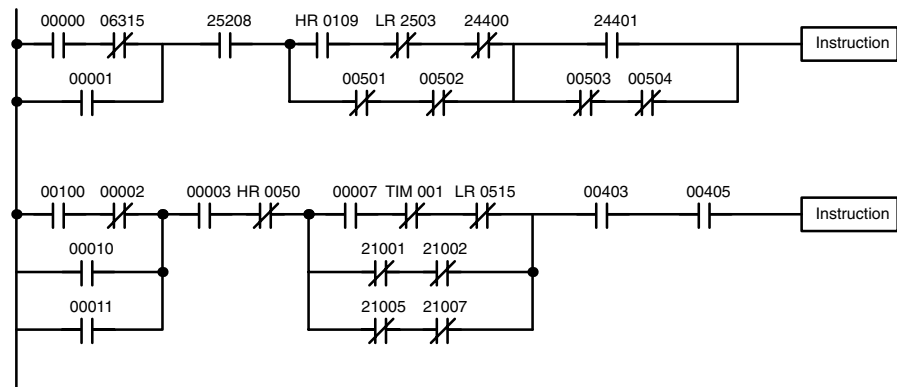 00000 06315 25208 HR 0109 LR 2503 24400 24401
Instruction
00001 00501 00502 00503 00504
00100 00002 00003 HR 0050 00007 TIM 001 LR 0515 00403 00405
Instruction
00010 21001 21002
00011 21005 21007